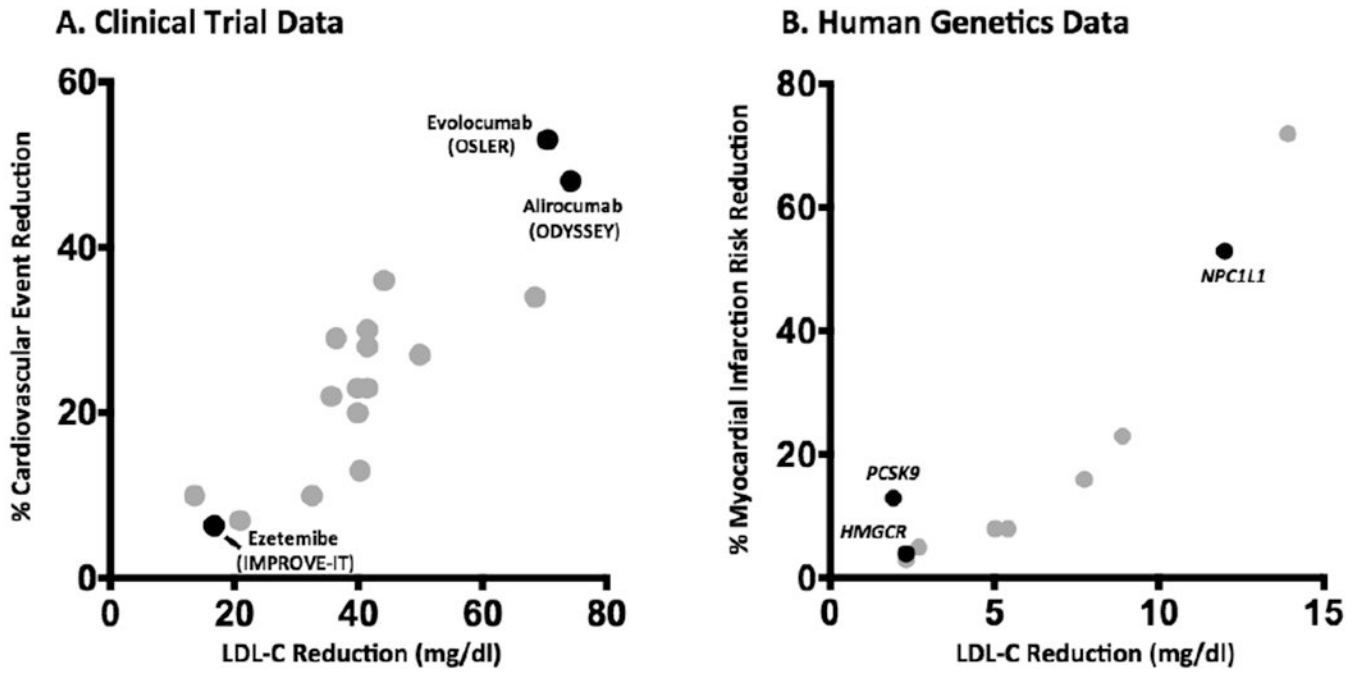 A. Clinical Trial Data
% Cardiovascular Event Reduction
60
40
20
0
Evolocumab
(OSLER)
Alirocumab
(ODYSSEY)
Ezetemibe
(IMPROVE-IT)
0 20 40 60 80
LDL-C Reduction (mg/dl)
B. Human Genetics Data
% Myocardial Infarction Risk Reduction
80
60
40
20
0
NPC1L1
PCSK9
HMGCR
0 5 10 15
LDL-C Reduction (mg/dl)